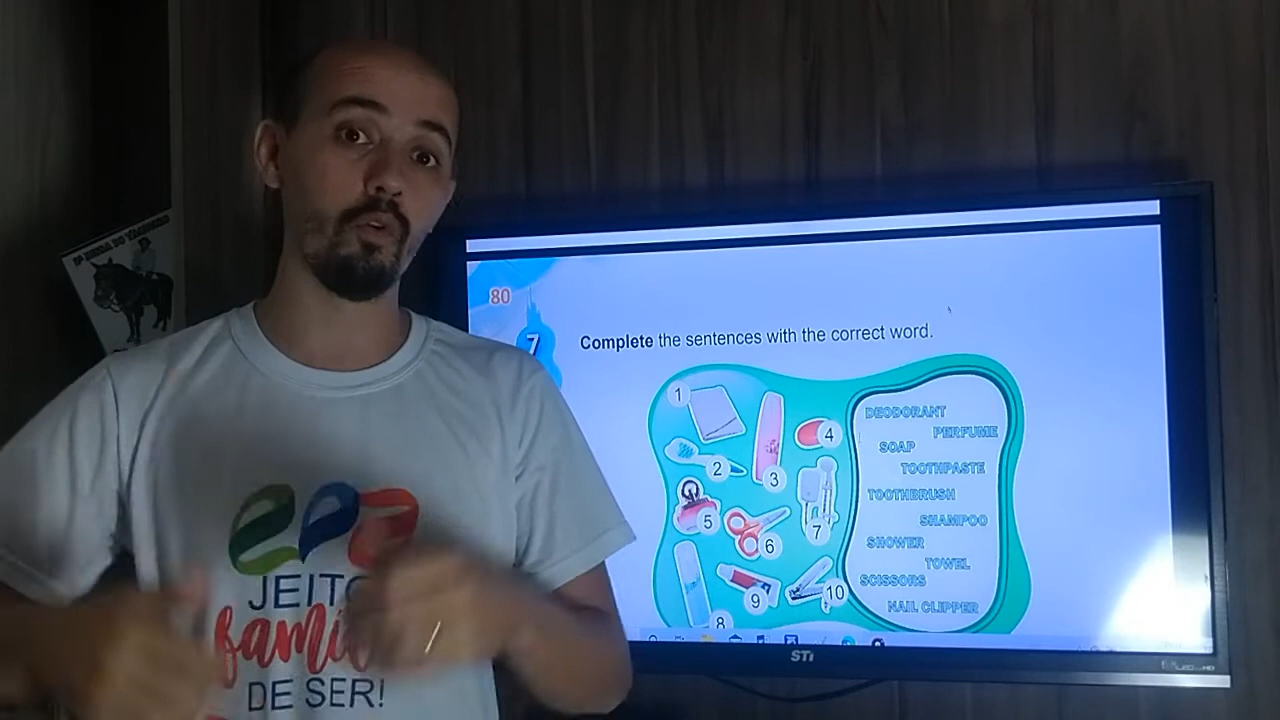 80
7
Complete the sentences with the correct word.
1
2
3
4
5
6
7
8
9
10
DEODORANT
PERFUME
SOAP
TOOTHPASTE
TOOTHBRUSH
SHAMPOO
SHOWER
TOWEL
SCISSORS
NAIL CLIPPER
STi
epa
JEITO
DE SER!